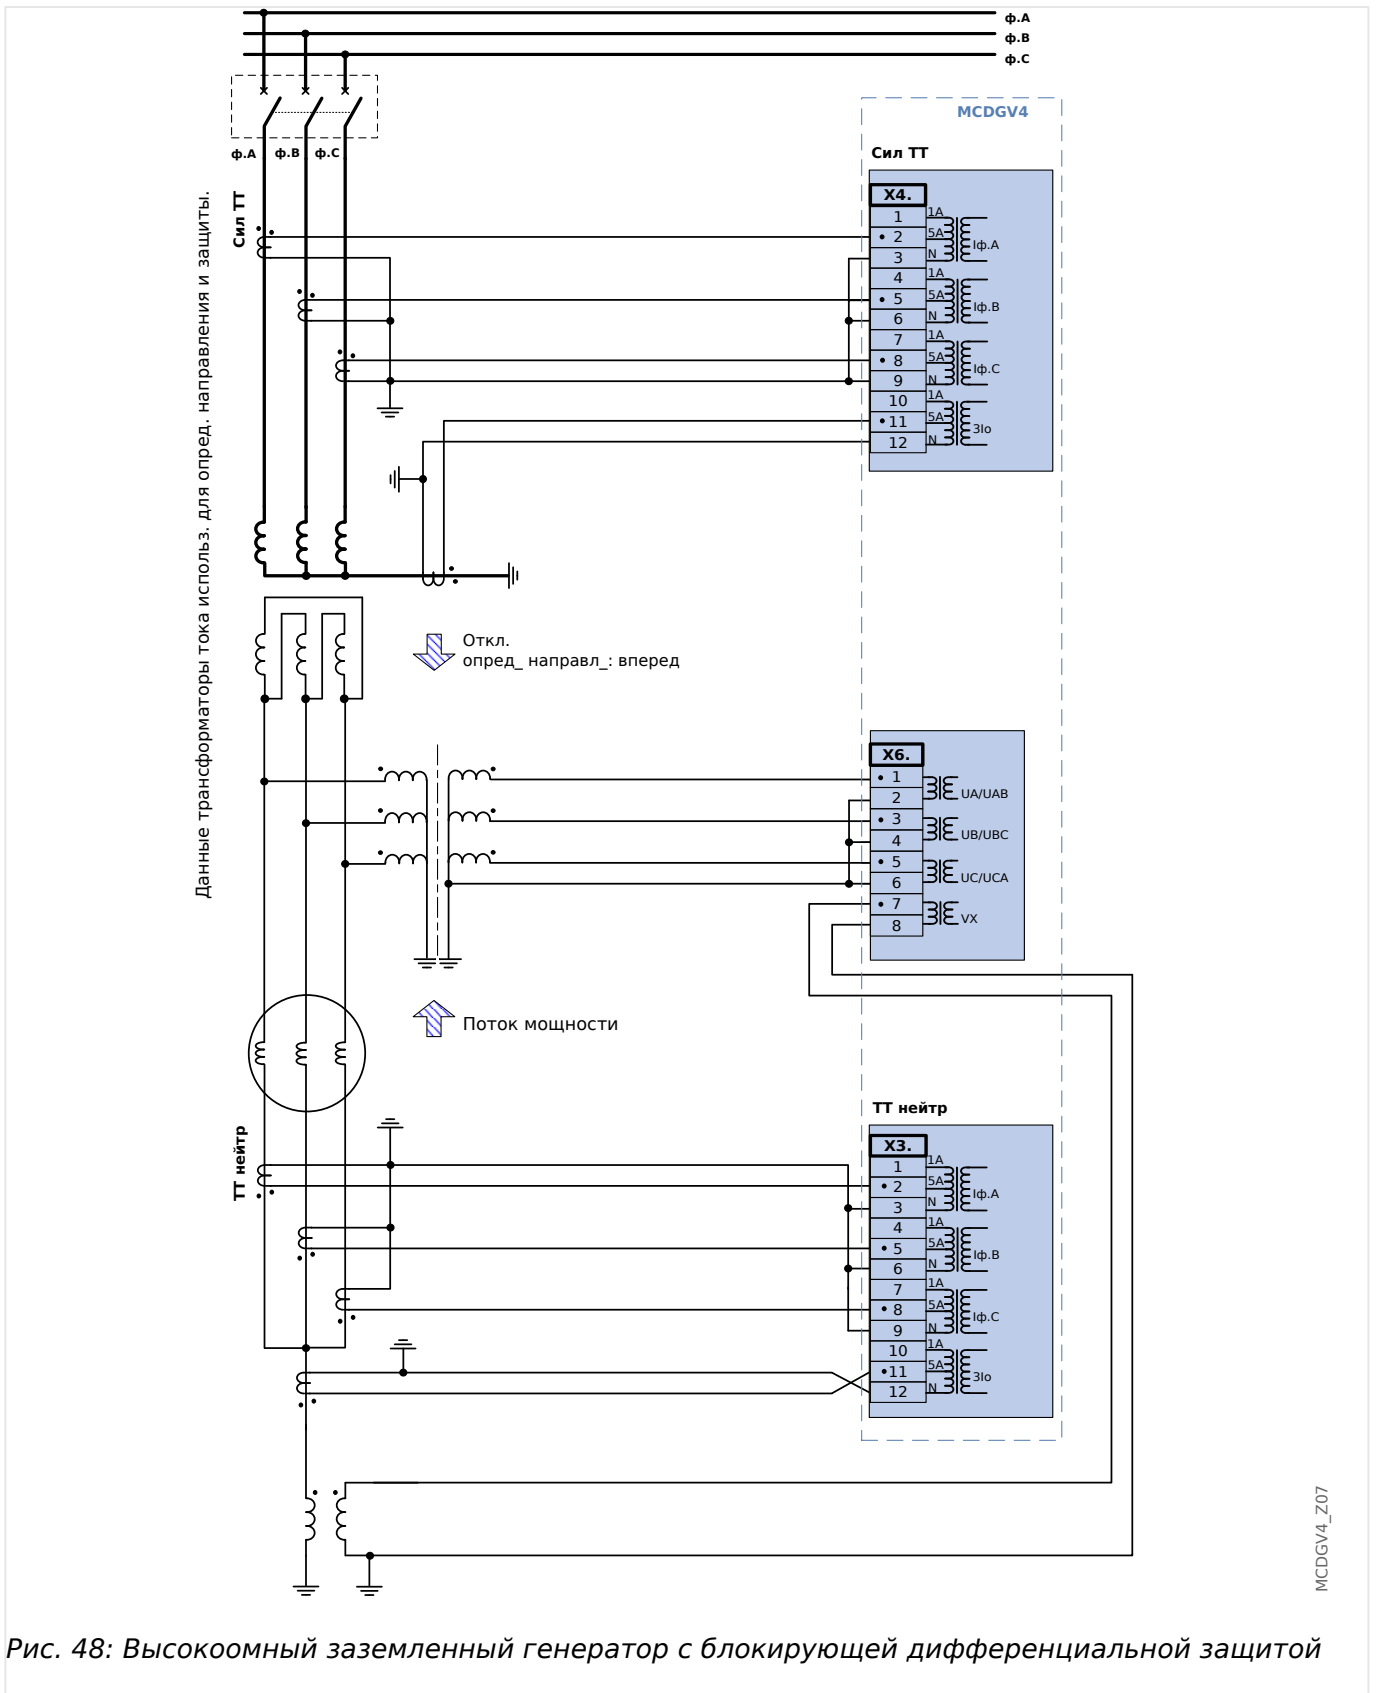 ф.A
ф.B
ф.C
ф.A
ф.B
ф.C
MCDGV4
Сил ТТ
Сил ТТ
Данные трансформаторы тока использ. для опред. направления и защиты.
X4.
1
2
3
4
5
6
7
8
9
10
11
12
1A
5A
N
Iф.A
1A
5A
N
Iф.B
1A
5A
N
Iф.C
1A
5A
N
3Io
Откл.
опред_ направл_: вперед
X6.
1
2
3
4
5
6
7
8
UA/UAB
UB/UBC
UC/UCA
VX
Поток мощности
ТТ нейтр
ТТ нейтр
X3.
1
2
3
4
5
6
7
8
9
10
11
12
1A
5A
N
Iф.A
1A
5A
N
Iф.B
1A
5A
N
Iф.C
1A
5A
N
3Io
MCDGV4_Z07
Рис. 48: Высокоомный заземленный генератор с блокирующей дифференциальной защитой